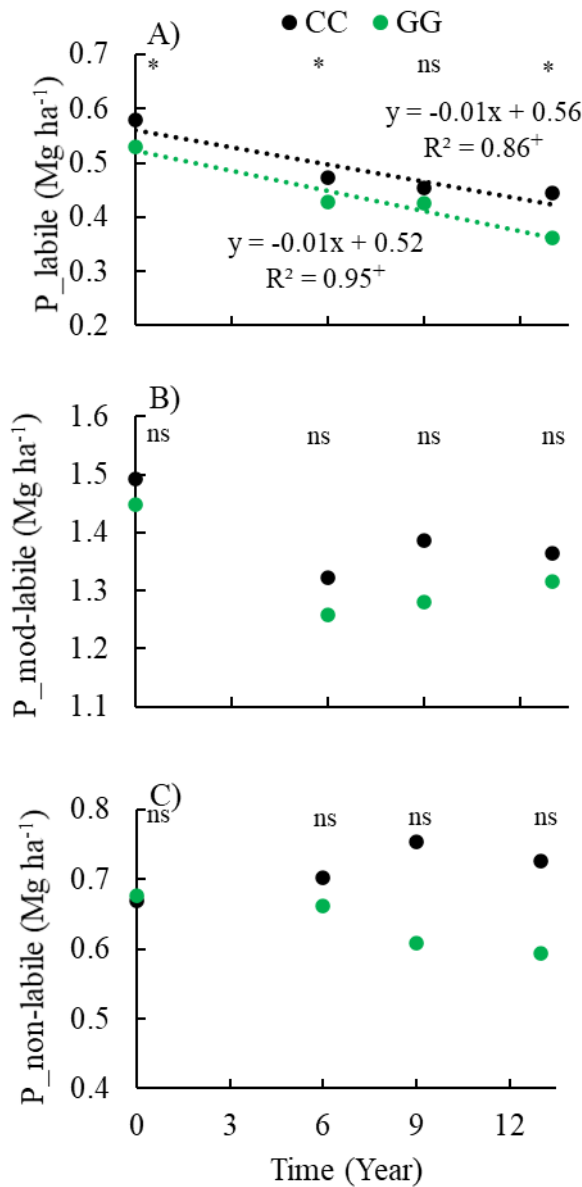 CC GG
A)
0.7
0.6
0.5
0.4
0.3
0.2
P_labile (Mg ha⁻¹)
* * ns *
y = -0.01x + 0.56
R² = 0.86⁺
y = -0.01x + 0.52
R² = 0.95⁺
B)
1.6
1.5
1.4
1.3
1.2
1.1
P_mod-labile (Mg ha⁻¹)
ns ns ns ns
C)
0.8
0.7
0.6
0.5
0.4
P_non-labile (Mg ha⁻¹)
ns ns ns ns
0 3 6 9 12
Time (Year)